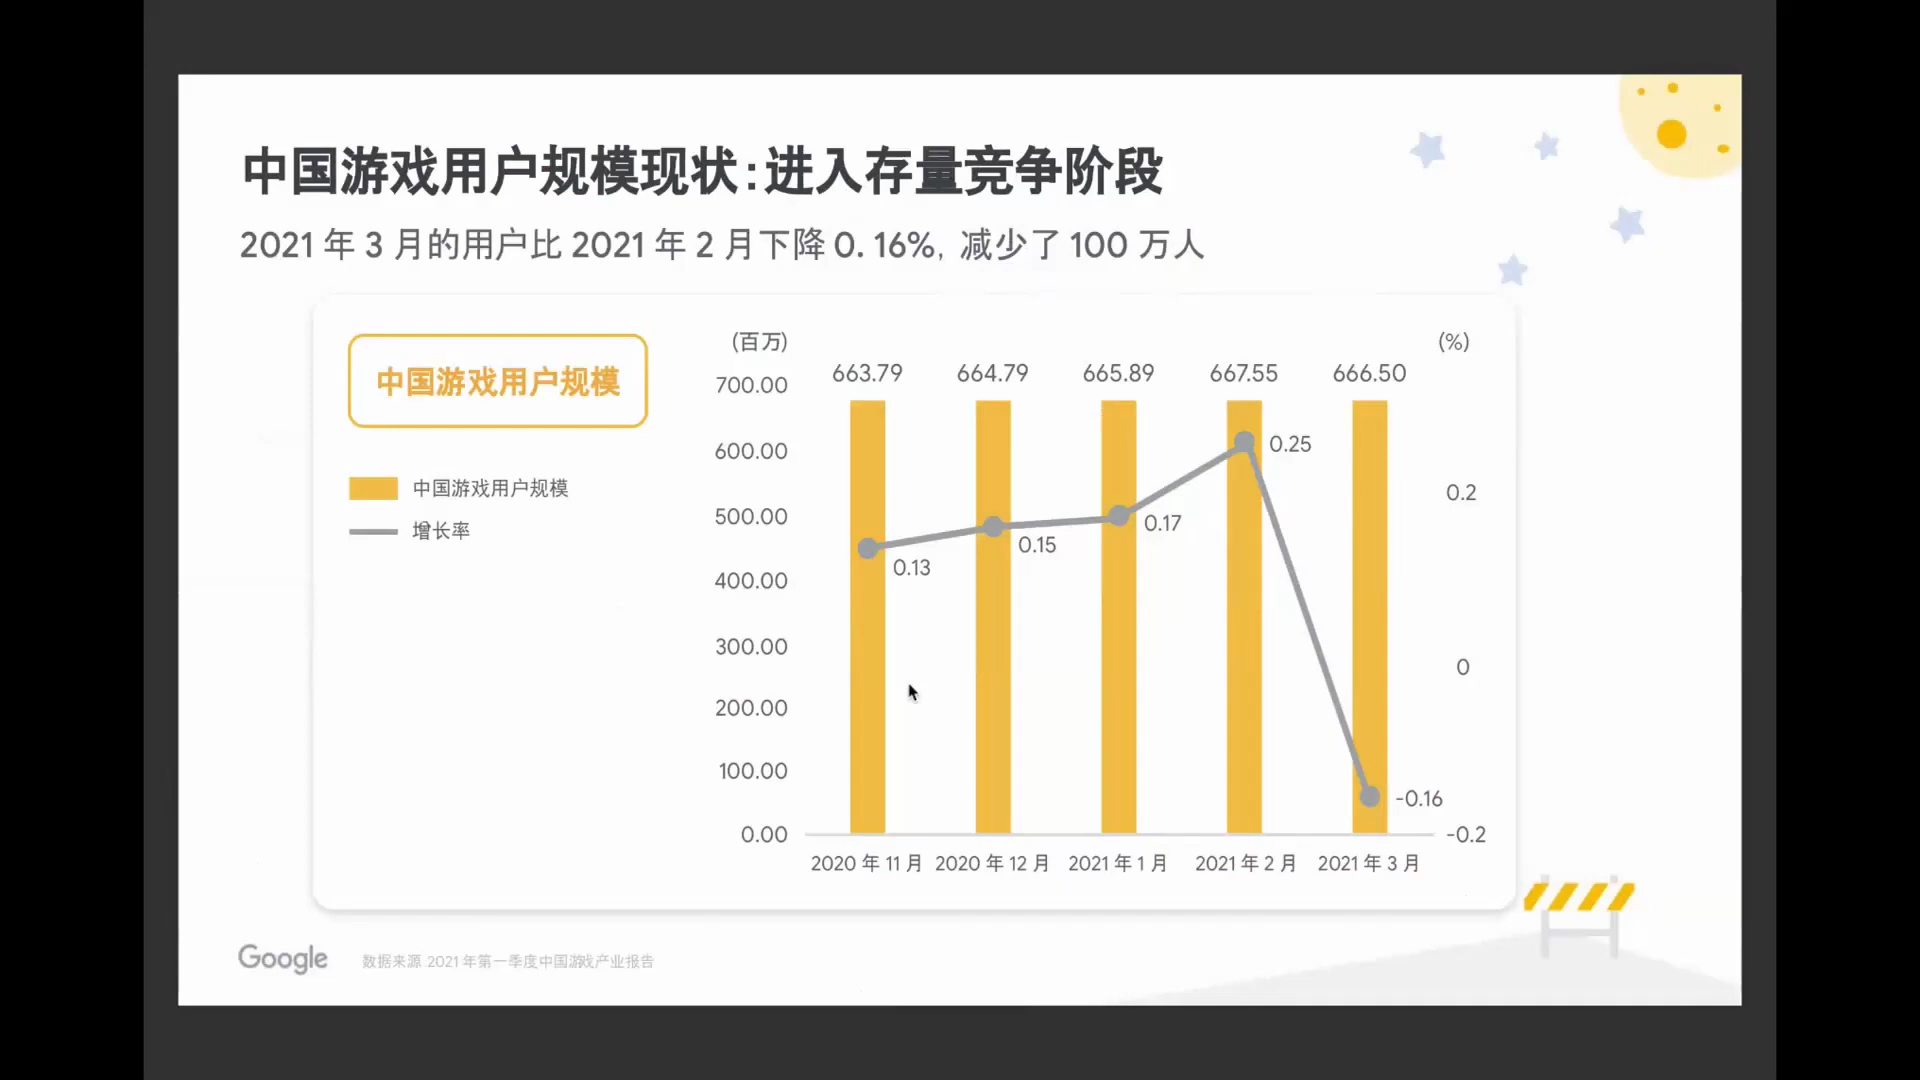 中国游戏用户规模现状:进入存量竞争阶段
2021 年 3 月的用户比 2021 年 2 月下降 0.16%, 减少了 100 万人
中国游戏用户规模
中国游戏用户规模
增长率
(百万)
(%)
663.79 664.79 665.89 667.55 666.50
700.00
600.00
500.00
400.00
300.00
200.00
100.00
0.00
0.13
0.15
0.17
0.25
-0.16
0.2
0
-0.2
2020 年 11 月 2020 年 12 月 2021 年 1 月 2021 年 2 月 2021 年 3 月
Google 数据来源 2021 年第一季度中国游戏产业报告